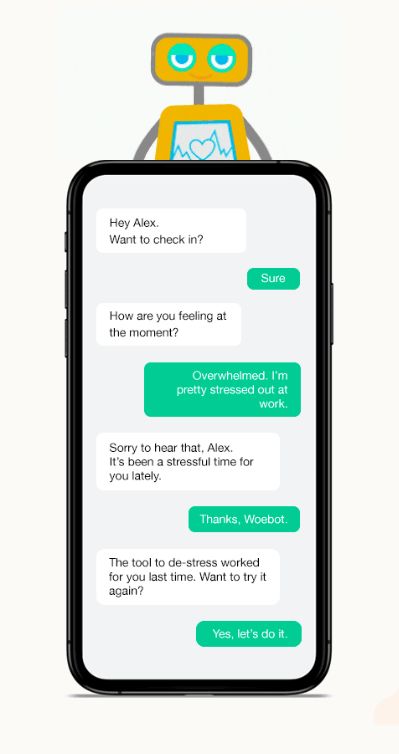 Hey Alex.
Want to check in?
Sure
How are you feeling at
the moment?
Overwhelmed. I'm
pretty stressed out at
work.
Sorry to hear that, Alex.
It's been a stressful time for
you lately.
Thanks, Woebot.
The tool to de-stress worked
for you last time. Want to try it
again?
Yes, let's do it.